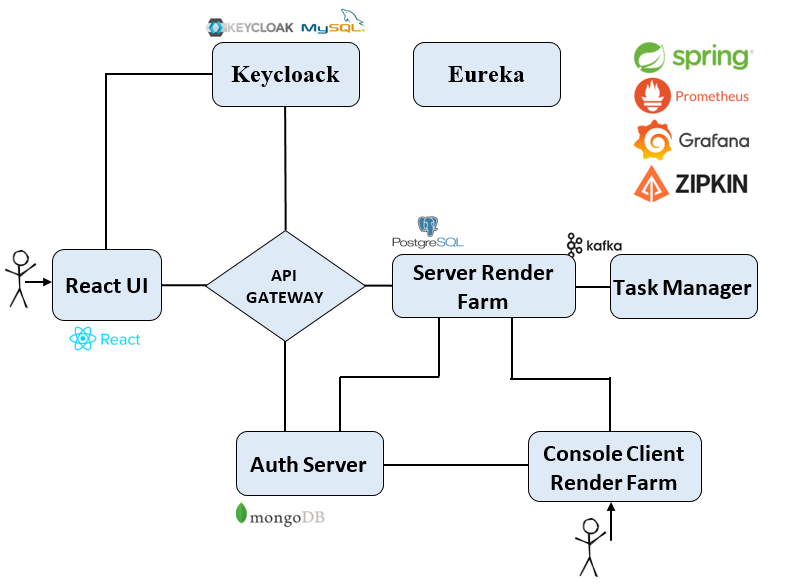 KEYCLOAK
MySQL
Keycloack
Eureka
spring
Prometheus
Grafana
ZIPKIN
PostgreSQL
kafka
React UI
API
GATEWAY
Server Render
Farm
Task Manager
React
Auth Server
Console Client
Render Farm
mongoDB